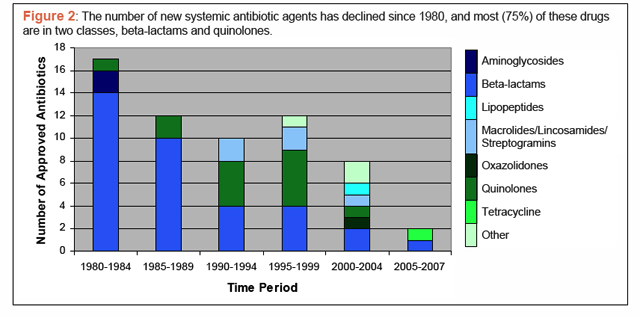 Figure 2: The number of new systemic antibiotic agents has declined since 1980, and most (75%) of these drugs
are in two classes, beta-lactams and quinolones.
Number of Approved Antibiotics
18
16
14
12
10
8
6
4
2
0
1980-1984 1985-1989 1990-1994 1995-1999 2000-2004 2005-2007
Time Period
Aminoglycosides
Beta-lactams
Lipopeptides
Macrolides/Lincosamides/
Streptogramins
Oxazolidones
Quinolones
Tetracycline
Other